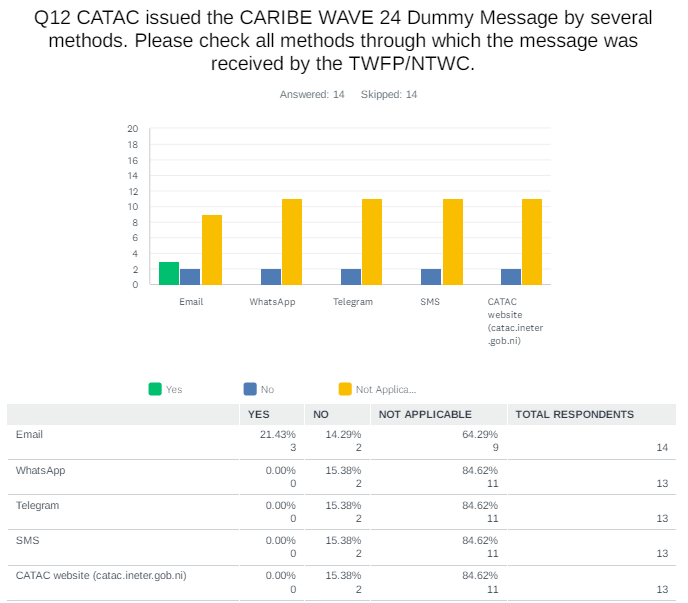 Q12 CATAC issued the CARIBE WAVE 24 Dummy Message by several
methods. Please check all methods through which the message was
received by the TWFP/NTWC.
Answered: 14 Skipped: 14
20
18
16
14
12
10
8
6
4
2
0
Email WhatsApp Telegram SMS CATAC
website
(catac.ineter
.gob.ni)
Yes No Not Applica...
YES NO NOT APPLICABLE TOTAL RESPONDENTS
Email 21.43% 14.29% 64.29%
3 2 9 14
WhatsApp 0.00% 15.38% 84.62%
0 2 11 13
Telegram 0.00% 15.38% 84.62%
0 2 11 13
SMS 0.00% 15.38% 84.62%
0 2 11 13
CATAC website (catac.ineter.gob.ni) 0.00% 15.38% 84.62%
0 2 11 13